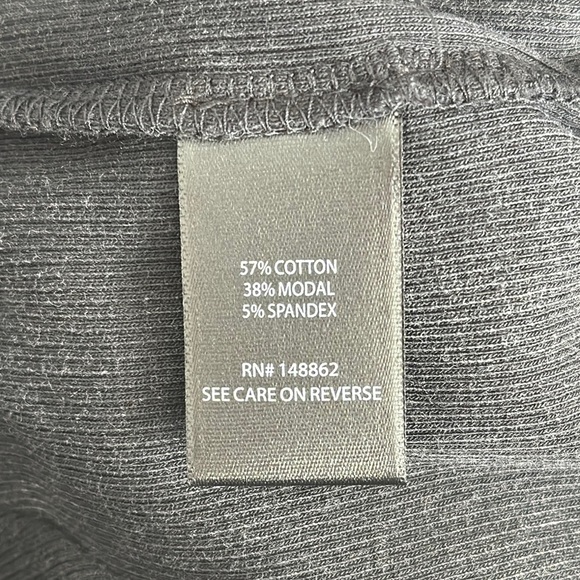 57% COTTON
38% MODAL
5% SPANDEX
RN# 148862
SEE CARE ON REVERSE